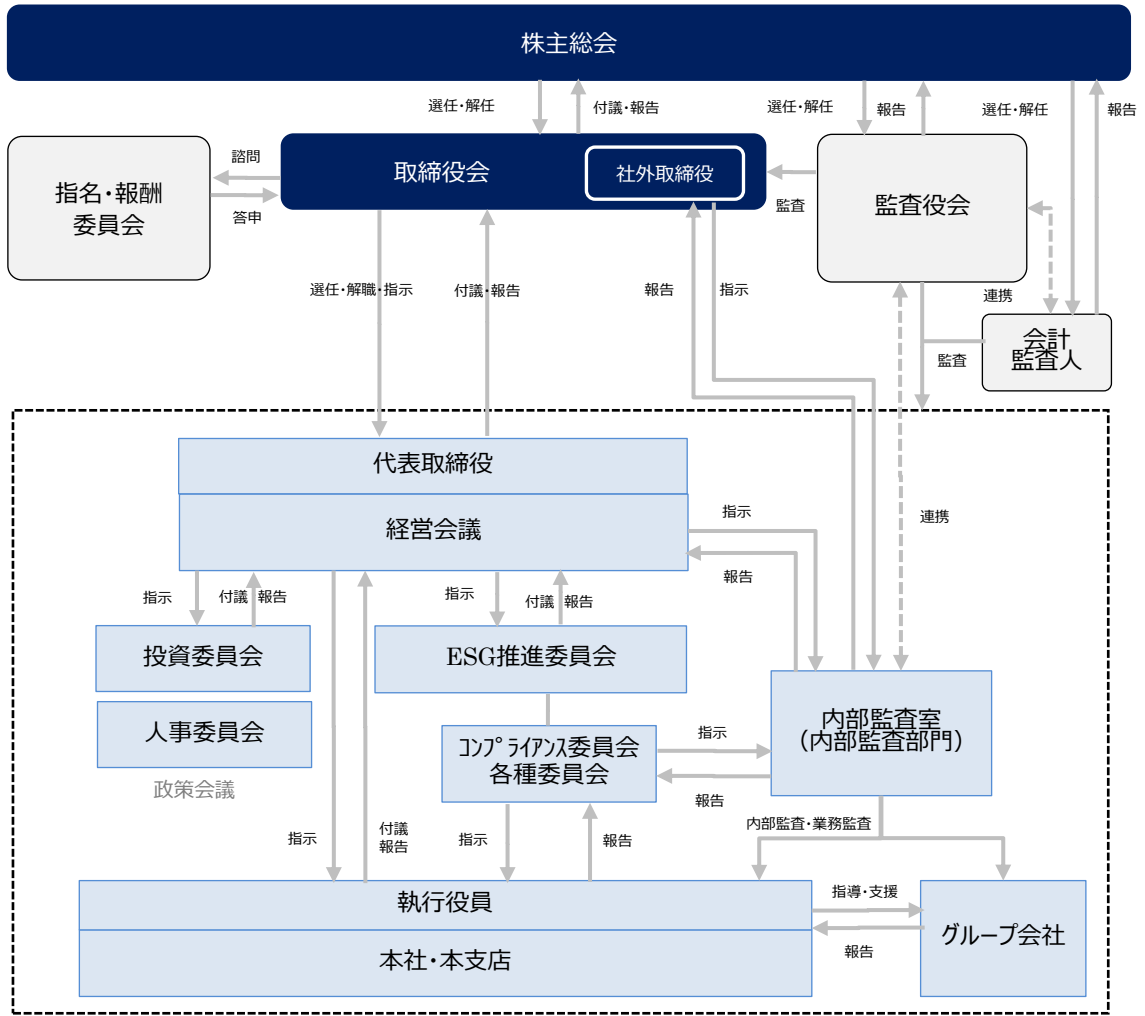 株主総会
選任・解任
付議・報告
選任・解任
報告
選任・解任
報告
指名・報酬
委員会
諮問
答申
取締役会
社外取締役
監査
監査役会
選任・解職・指示
付議・報告
報告
指示
連携
会計
監査人
監査
代表取締役
経営会議
指示
報告
連携
指示
付議 報告
指示
付議 報告
投資委員会
ESG推進委員会
人事委員会
政策会議
コンプライアンス委員会
各種委員会
指示
報告
内部監査室
（内部監査部門）
指示
付議
報告
指示
報告
内部監査・業務監査
執行役員
本社・本支店
指導・支援
報告
グループ会社